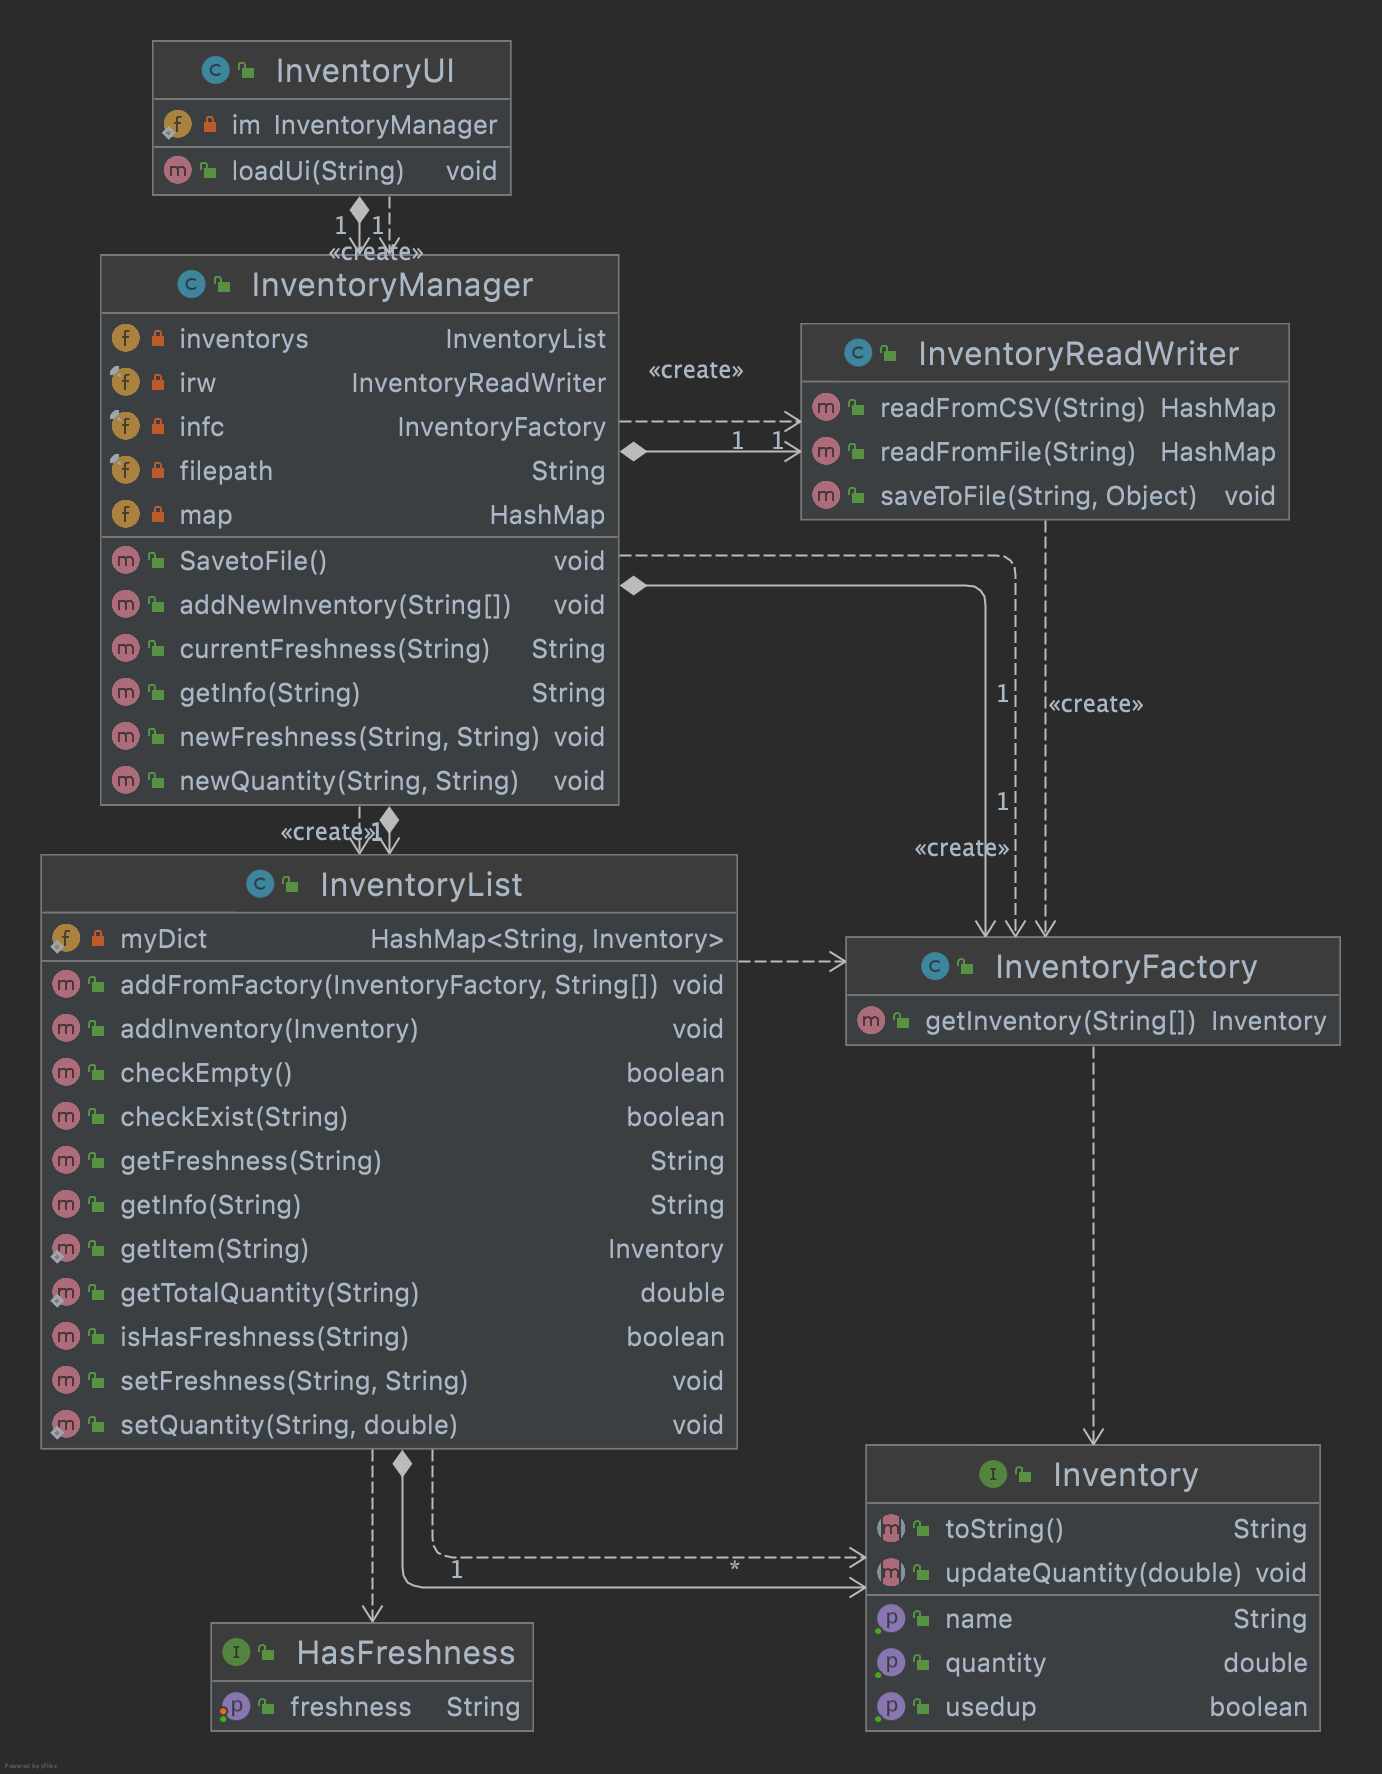 InventoryUI
im InventoryManager
loadUi(String) void
1 1
«create»
InventoryManager
inventorys InventoryList
irw InventoryReadWriter
infc InventoryFactory
filepath String
map HashMap
SavetoFile() void
addNewInventory(String[]) void
currentFreshness(String) String
getInfo(String) String
newFreshness(String, String) void
newQuantity(String, String) void
«create»
1 1
InventoryReadWriter
readFromCSV(String) HashMap
readFromFile(String) HashMap
saveToFile(String, Object) void
1
«create»
1
«create»
«create» 1
InventoryList
myDict HashMap<String, Inventory>
addFromFactory(InventoryFactory, String[]) void
addInventory(Inventory) void
checkEmpty() boolean
checkExist(String) boolean
getFreshness(String) String
getInfo(String) String
getItem(String) Inventory
getTotalQuantity(String) double
isHasFreshness(String) boolean
setFreshness(String, String) void
setQuantity(String, double) void
InventoryFactory
getInventory(String[]) Inventory
1 *
Inventory
toString() String
updateQuantity(double) void
name String
quantity double
usedup boolean
HasFreshness
freshness String
Powered by yFiles